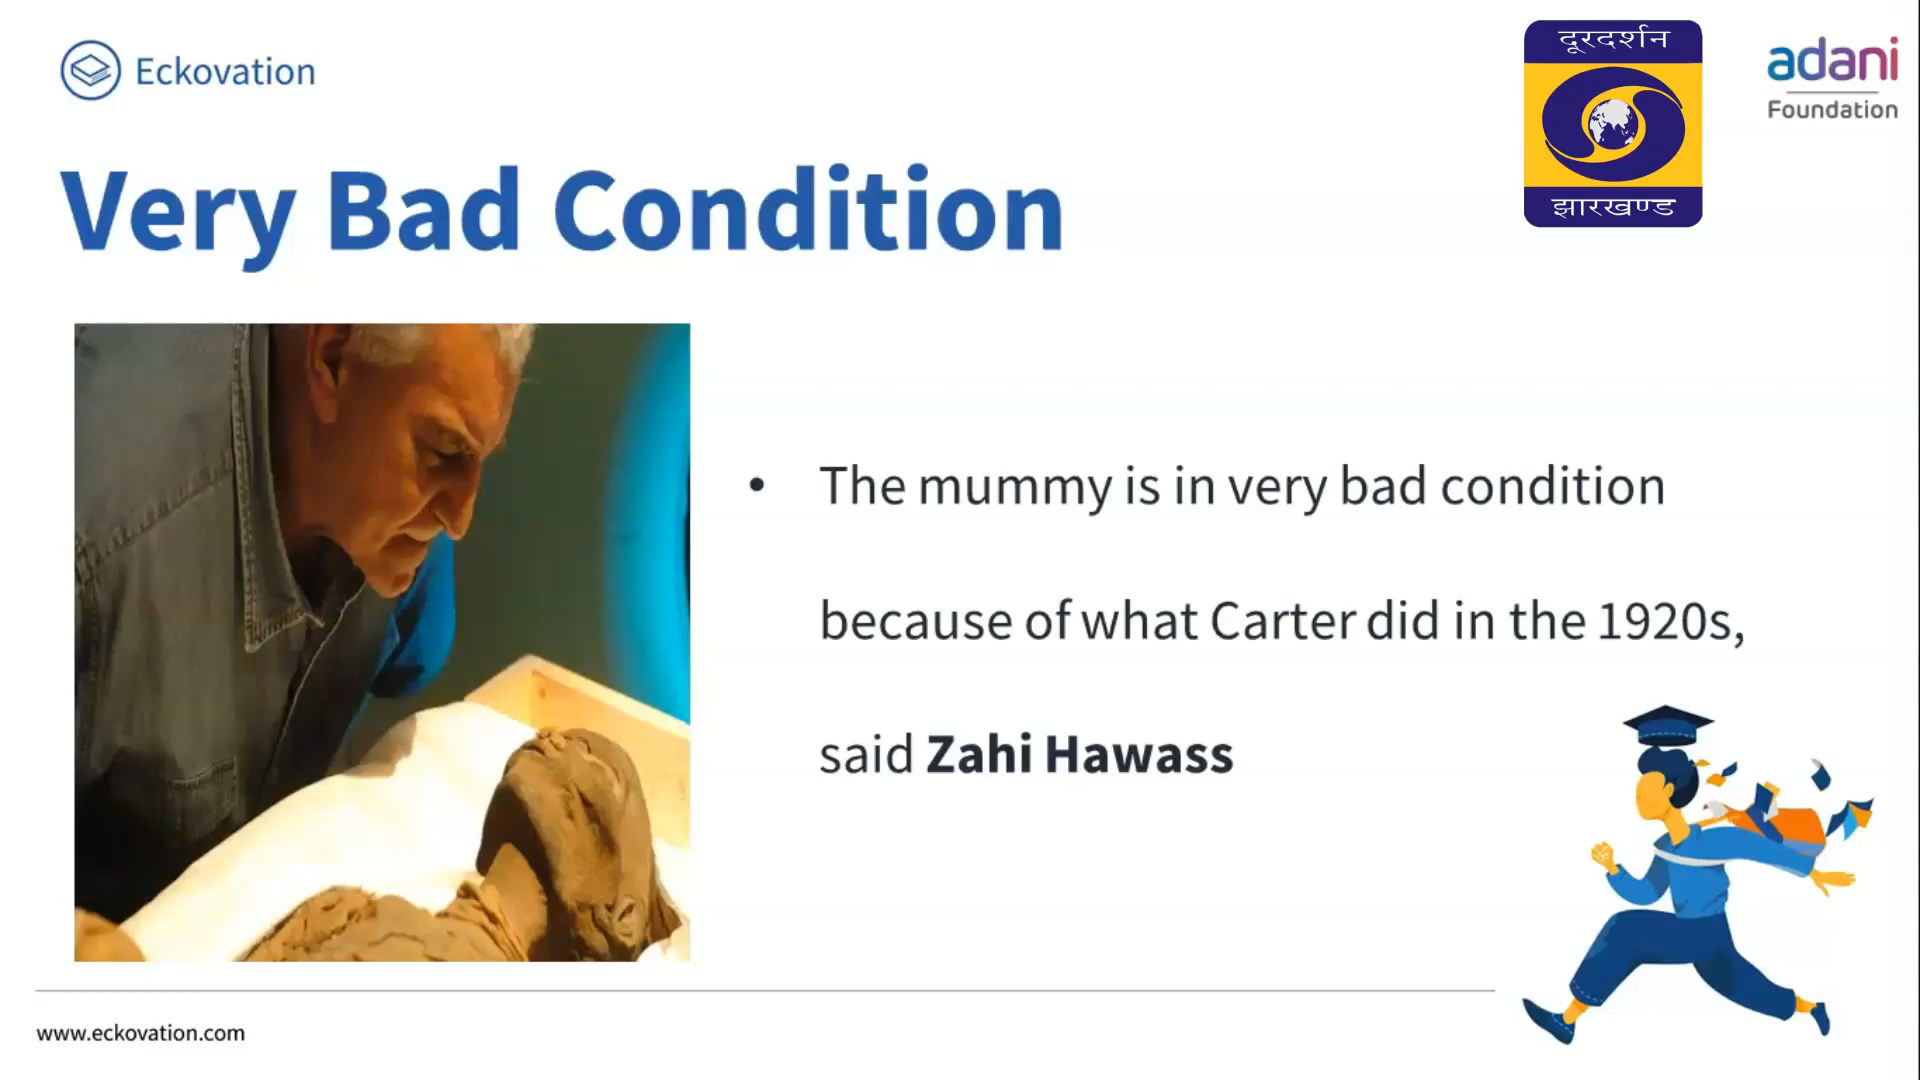 Eckovation
दूरदर्शन
झारखण्ड
adani
Foundation
Very Bad Condition
• The mummy is in very bad condition
because of what Carter did in the 1920s,
said Zahi Hawass
www.eckovation.com